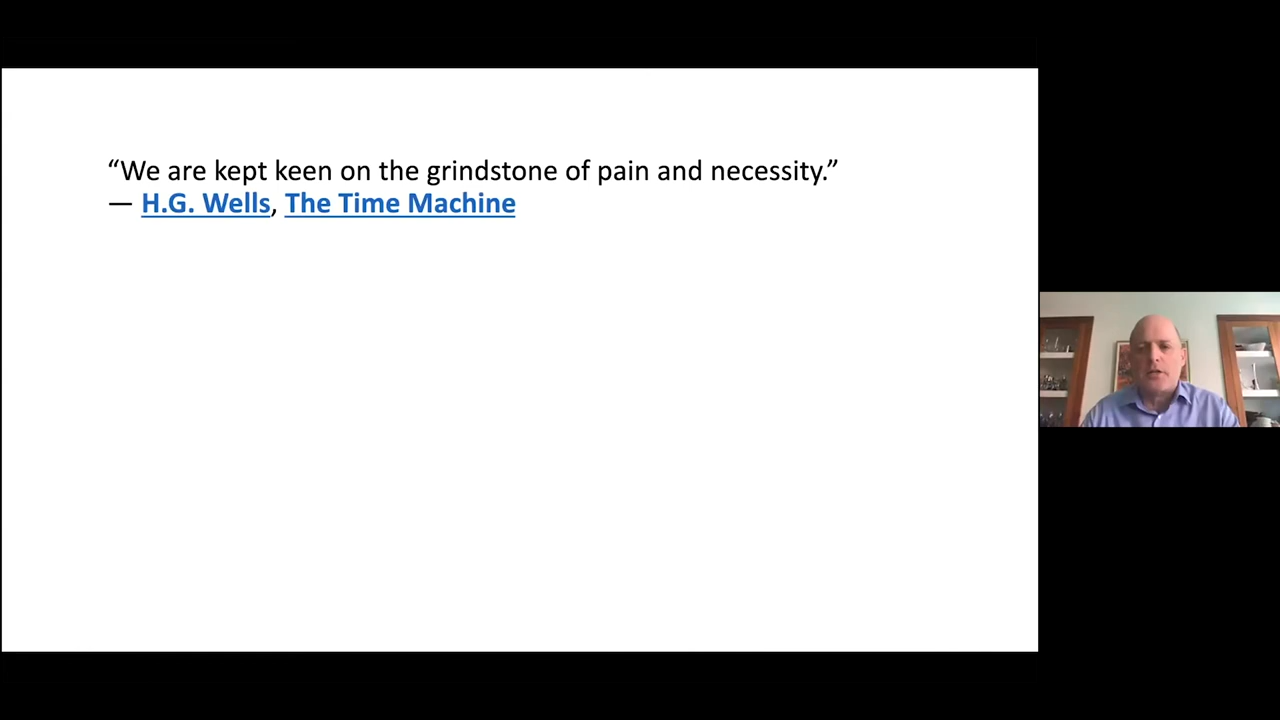 “We are kept keen on the grindstone of pain and necessity.”
— H.G. Wells, The Time Machine